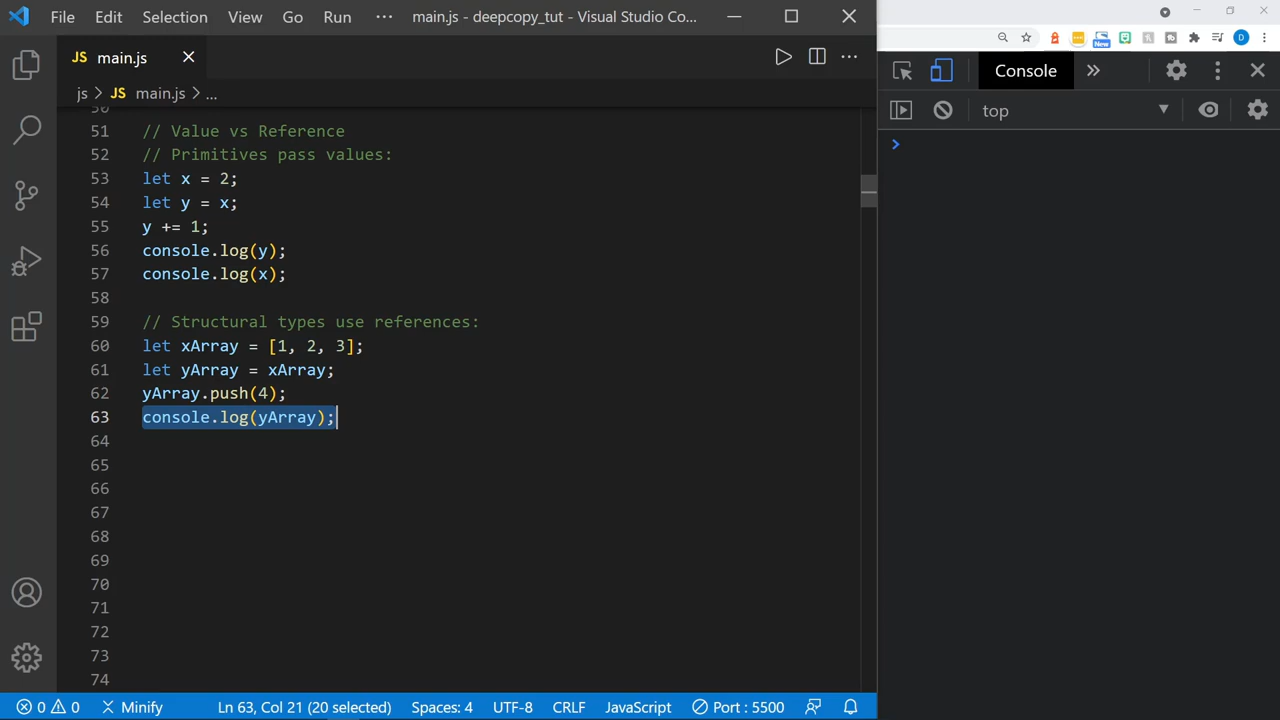 File Edit Selection View Go Run ··· main.js - deepcopy_tut - Visual Studio Co...
JS main.js
js > JS main.js > ...
50
51 // Value vs Reference
52 // Primitives pass values:
53 let x = 2;
54 let y = x;
55 y += 1;
56 console.log(y);
57 console.log(x);
58
59 // Structural types use references:
60 let xArray = [1, 2, 3];
61 let yArray = xArray;
62 yArray.push(4);
63 console.log(yArray);
64
65
66
67
68
69
70
71
72
73
74
0 0 Minify Ln 63, Col 21 (20 selected) Spaces: 4 UTF-8 CRLF JavaScript Port : 5500
New D
Console
top